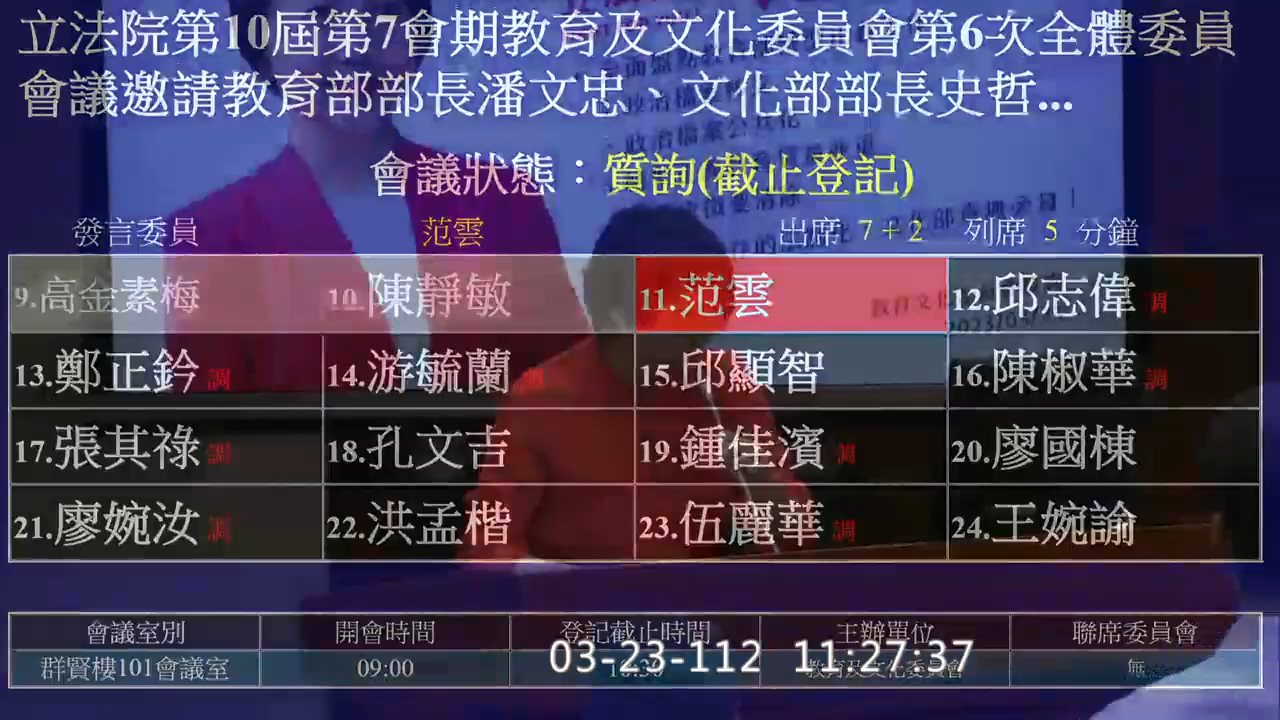 立法院第10屆第7會期教育及文化委員會第6次全體委員
會議邀請教育部部長潘文忠、文化部部長史哲...
會議狀態：質詢(截止登記)
發言委員 范雲 出席 7+2 列席 5 分鐘
9.高金素梅 10.陳靜敏 11.范雲 12.邱志偉 調
13.鄭正鈐 調 14.游毓蘭 調 15.邱顯智 16.陳椒華 調
17.張其祿 調 18.孔文吉 19.鍾佳濱 調 20.廖國棟
21.廖婉汝 調 22.洪孟楷 23.伍麗華 調 24.王婉諭
會議室別 開會時間 登記截止時間 主辦單位 聯席委員會
群賢樓101會議室 09:00 教育及文化委員會 無
03-23-112 11:27:37